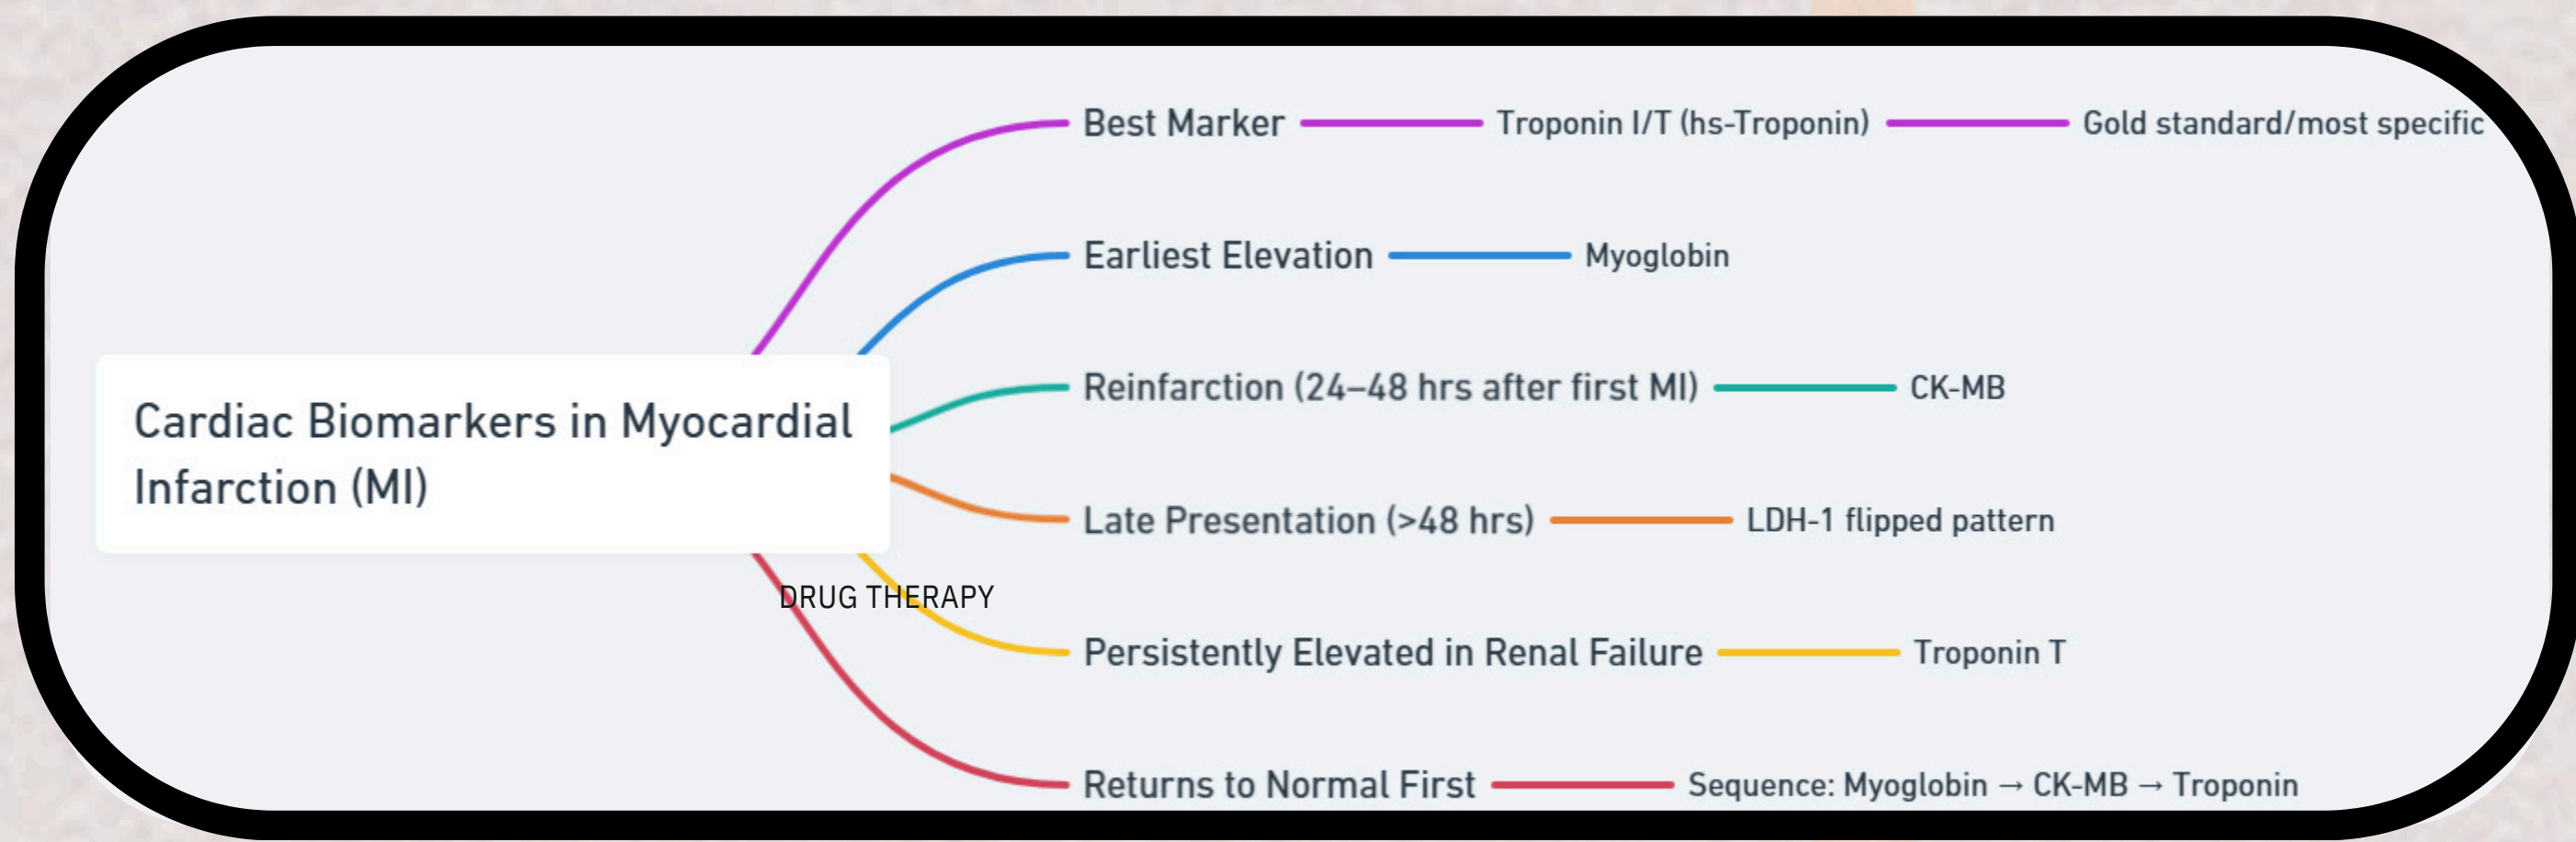 Best Marker Troponin I/T (hs-Troponin) Gold standard/most specific
Earliest Elevation Myoglobin
Reinfarction (24–48 hrs after first MI) CK-MB
Cardiac Biomarkers in Myocardial
Infarction (MI)
Late Presentation (>48 hrs) LDH-1 flipped pattern
DRUG THERAPY
Persistently Elevated in Renal Failure Troponin T
Returns to Normal First Sequence: Myoglobin → CK-MB → Troponin